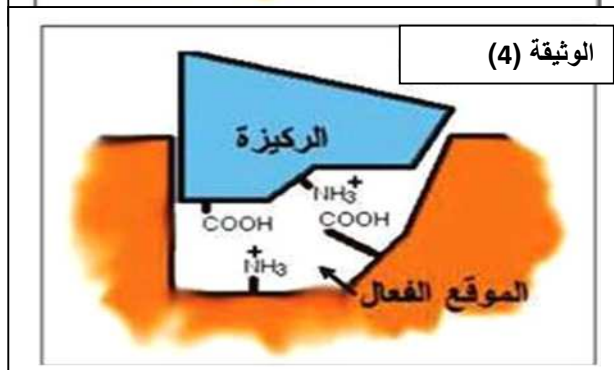 الوثيقة (4)
الركيزة
NH₃⁺
COOH
COOH
⁺NH₃
الموقع الفعال